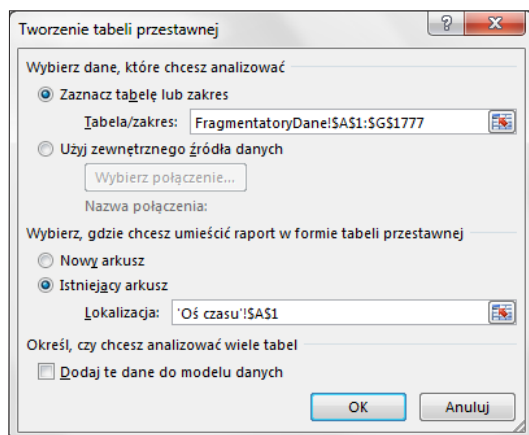 Tworzenie tabeli przestawnej
Wybierz dane, które chcesz analizować
Zaznacz tabelę lub zakres
Tabela/zakres: FragmentatoryDane!$A$1:$G$1777
Użyj zewnętrznego źródła danych
Wybierz połączenie...
Nazwa połączenia:
Wybierz, gdzie chcesz umieścić raport w formie tabeli przestawnej
Nowy arkusz
Istniejący arkusz
Lokalizacja: 'Oś czasu'!$A$1
Określ, czy chcesz analizować wiele tabel
Dodaj te dane do modelu danych
OK Anuluj